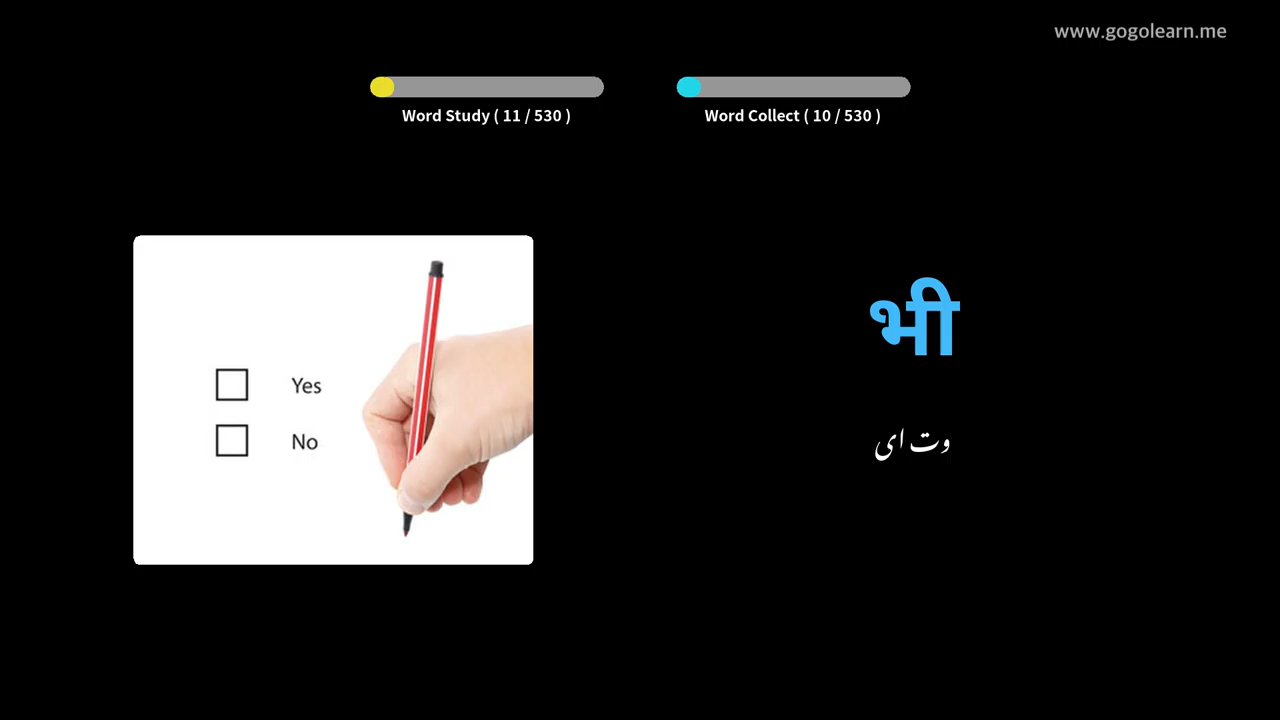 www.gogolearn.me
Word Study ( 11 / 530 )
Word Collect ( 10 / 530 )
Yes
No
भी
وت ای